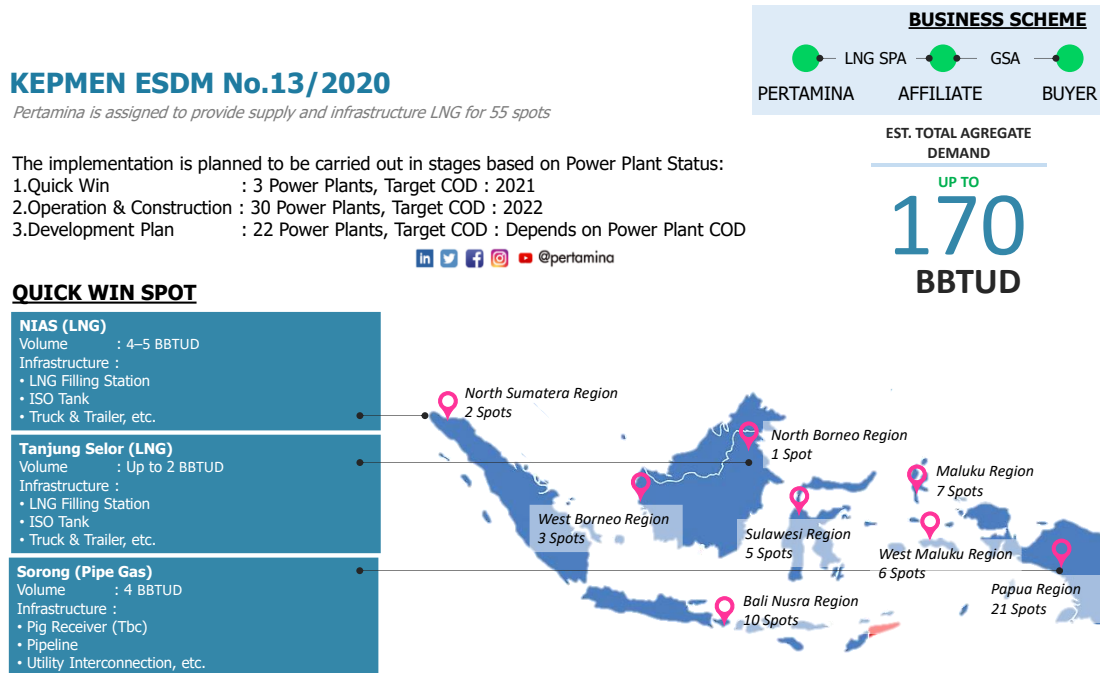 BUSINESS SCHEME
LNG SPA
GSA
PERTAMINA
AFFILIATE
BUYER
KEPMEN ESDM No.13/2020
Pertamina is assigned to provide supply and infrastructure LNG for 55 spots
EST. TOTAL AGREGATE
DEMAND
UP TO
170
BBTUD
The implementation is planned to be carried out in stages based on Power Plant Status:
1.Quick Win : 3 Power Plants, Target COD : 2021
2.Operation & Construction : 30 Power Plants, Target COD : 2022
3.Development Plan : 22 Power Plants, Target COD : Depends on Power Plant COD
in @pertamina
QUICK WIN SPOT
NIAS (LNG)
Volume : 4–5 BBTUD
Infrastructure :
• LNG Filling Station
• ISO Tank
• Truck & Trailer, etc.
Tanjung Selor (LNG)
Volume : Up to 2 BBTUD
Infrastructure :
• LNG Filling Station
• ISO Tank
• Truck & Trailer, etc.
Sorong (Pipe Gas)
Volume : 4 BBTUD
Infrastructure :
• Pig Receiver (Tbc)
• Pipeline
• Utility Interconnection, etc.
North Sumatera Region
2 Spots
North Borneo Region
1 Spot
Maluku Region
7 Spots
West Borneo Region
3 Spots
Sulawesi Region
5 Spots
West Maluku Region
6 Spots
Papua Region
21 Spots
Bali Nusra Region
10 Spots